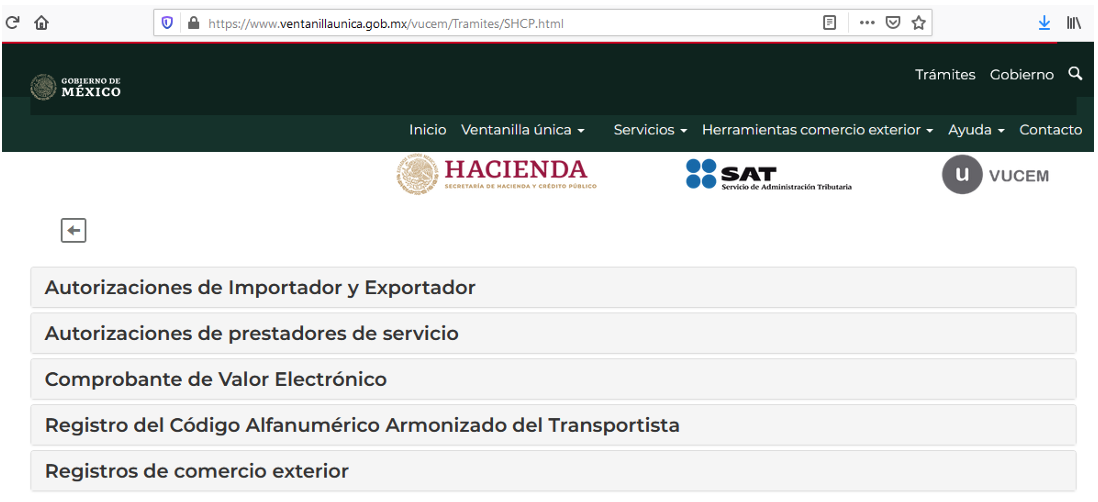 https://www.ventanillaunica.gob.mx/vucem/Tramites/SHCP.html
GOBIERNO DE
MÉXICO
Trámites Gobierno
Inicio Ventanilla única Servicios Herramientas comercio exterior Ayuda Contacto
HACIENDA
SECRETARÍA DE HACIENDA Y CRÉDITO PÚBLICO
SAT
Servicio de Administración Tributaria
u VUCEM
Autorizaciones de Importador y Exportador
Autorizaciones de prestadores de servicio
Comprobante de Valor Electrónico
Registro del Código Alfanumérico Armonizado del Transportista
Registros de comercio exterior